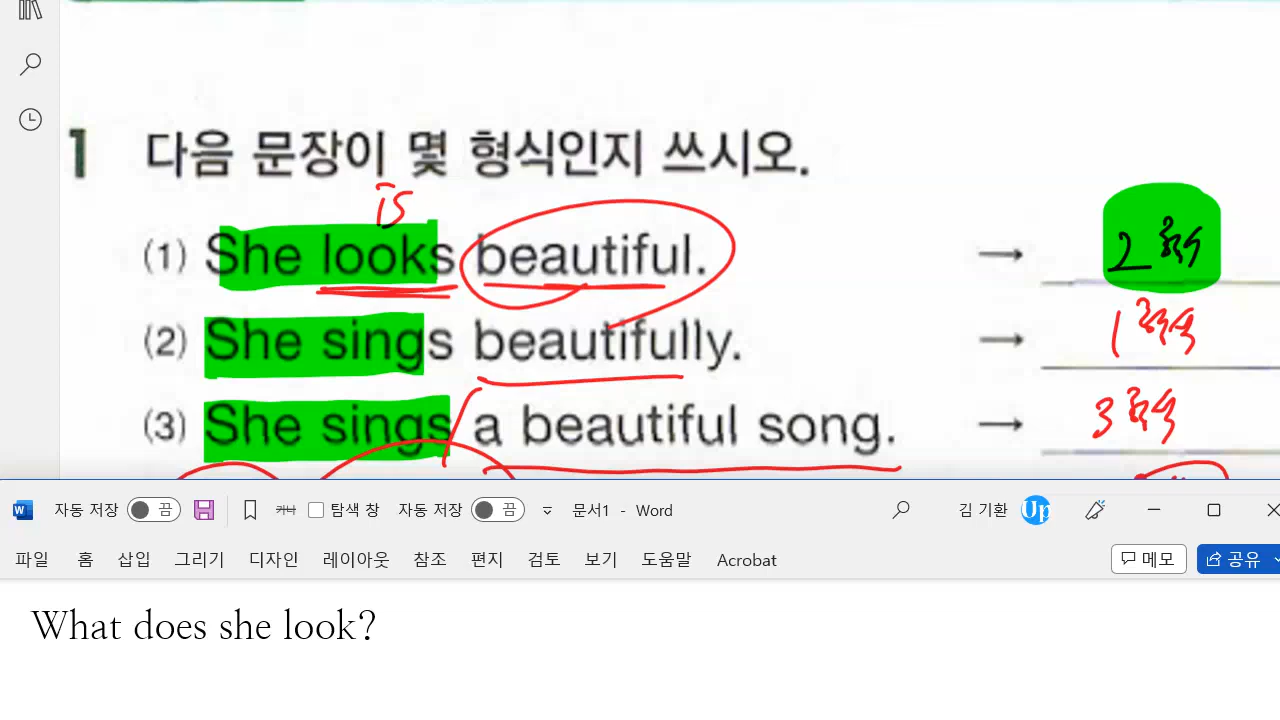 1 다음 문장이 몇 형식인지 쓰시오.
is
(1) She looks beautiful. → 2형식
(2) She sings beautifully. → 1형식
(3) She sings a beautiful song. → 3형식
자동 저장 끔 가나 탐색 창 자동 저장 끔 문서1 - Word 김 기환 Up
파일 홈 삽입 그리기 디자인 레이아웃 참조 편지 검토 보기 도움말 Acrobat 메모 공유
What does she look?